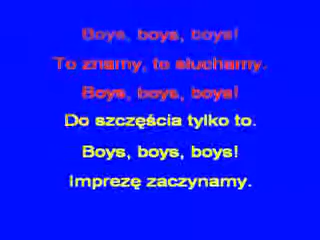 Boys, boys, boys!
To znamy, to słuchamy.
Boys, boys, boys!
Do szczęścia tylko to.
Boys, boys, boys!
Imprezę zaczynamy.